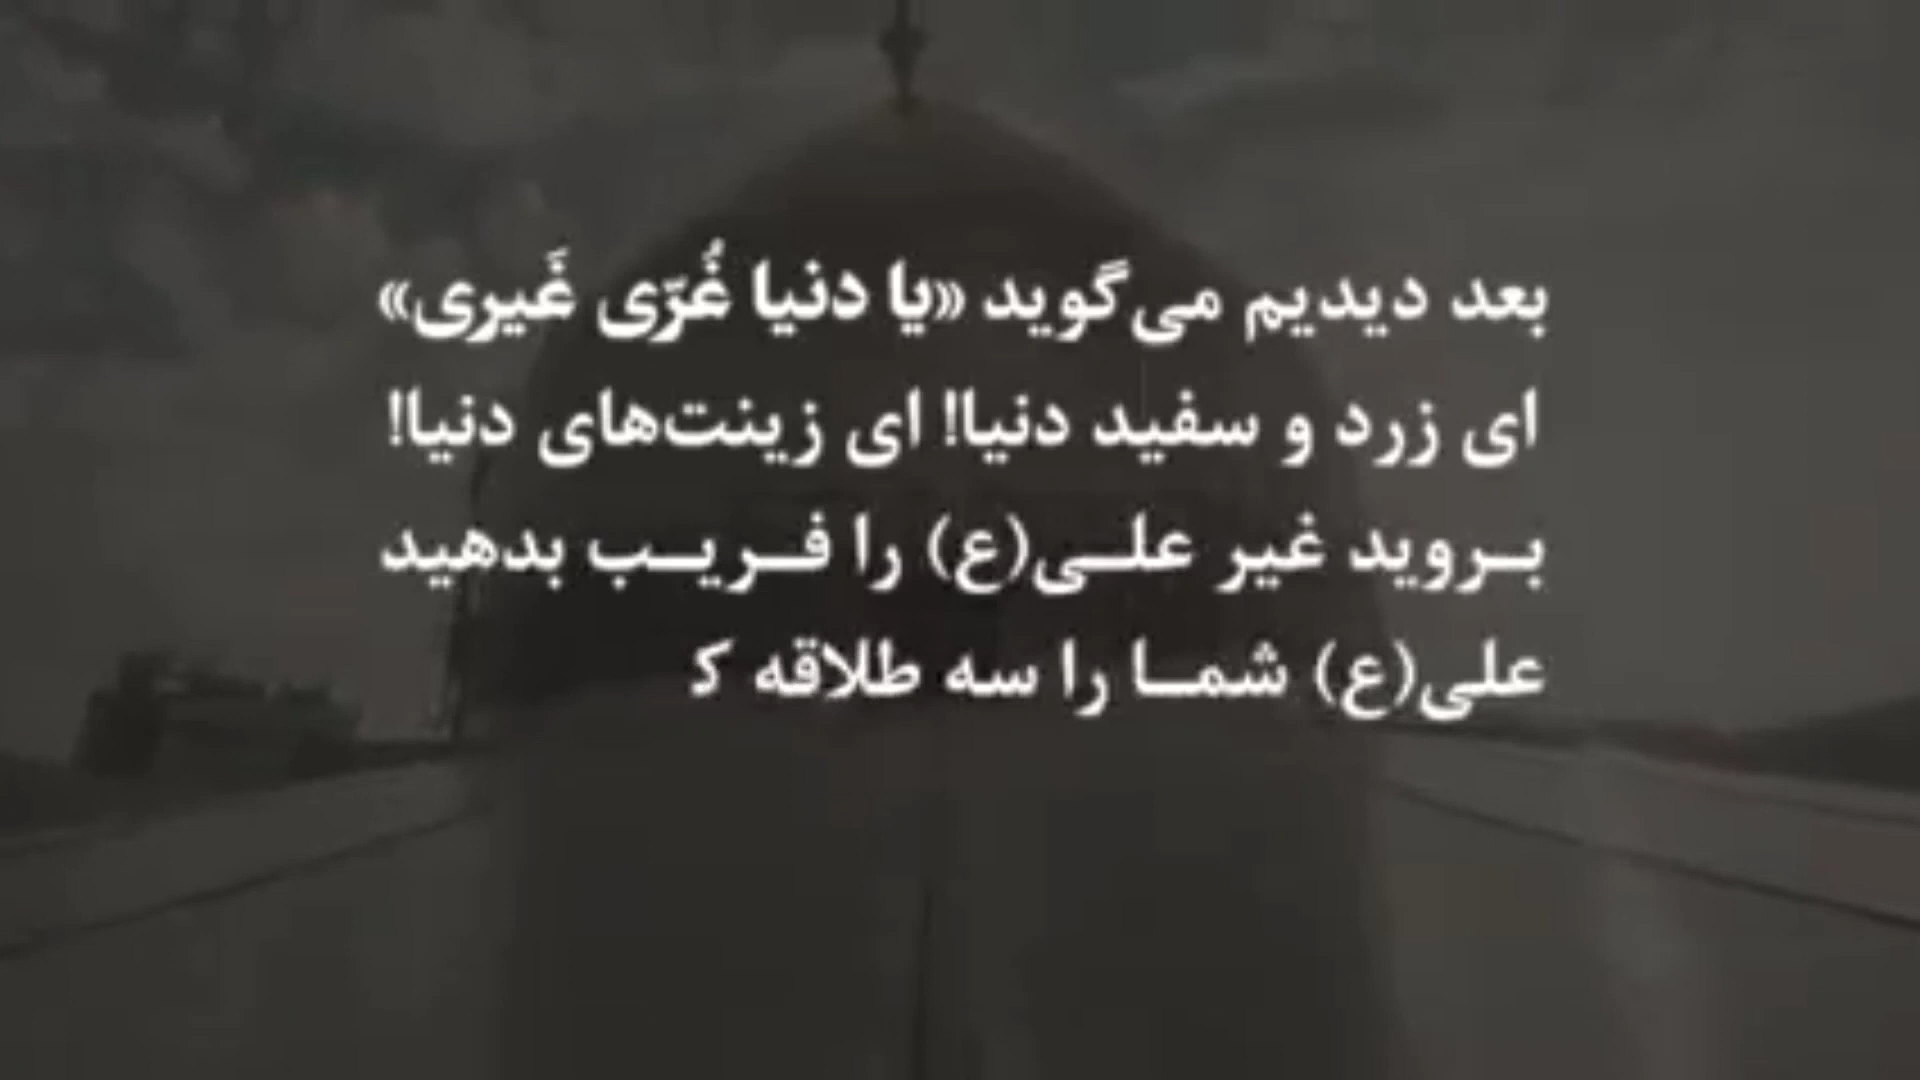 بعد دیدیم می‌گوید «یا دنیا غُرّی غَیری»
ای زرد و سفید دنیا! ای زینت‌های دنیا!
بـروید غیر علـی(ع) را فـریـب بدهید
علی(ع) شمـا را سه طلاقه ک